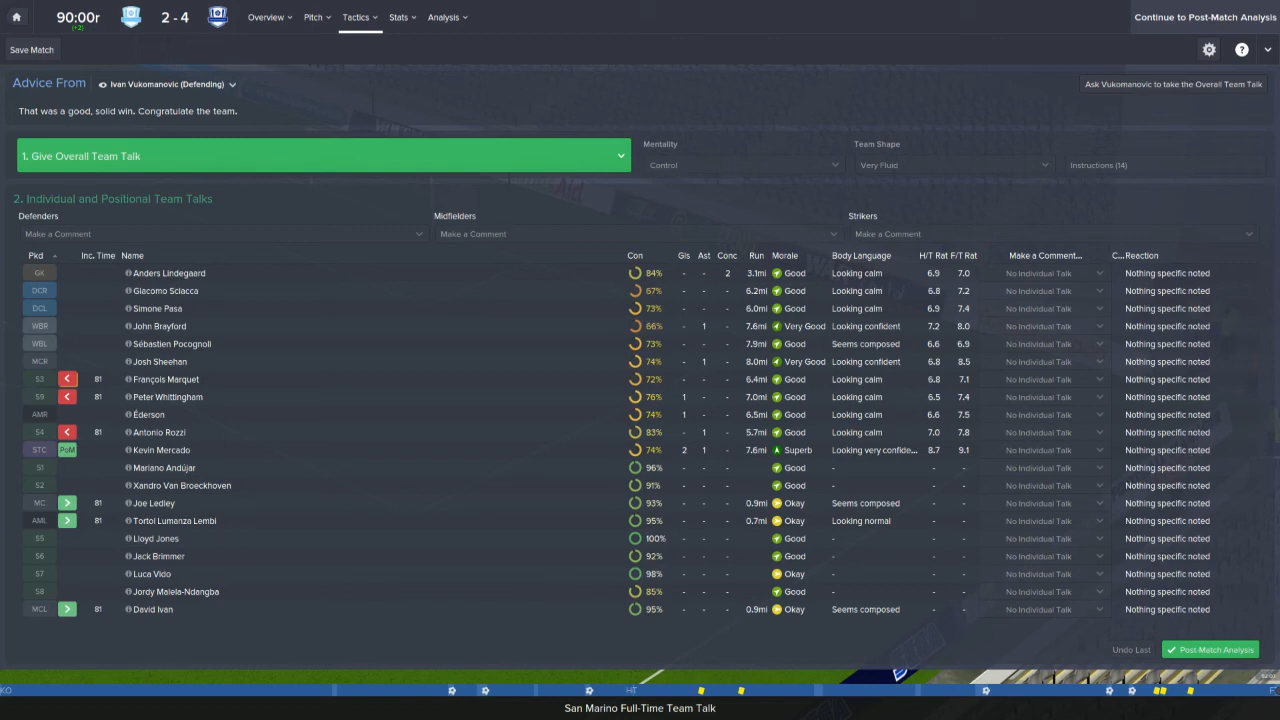 90:00r (+2) 2 - 4 Overview Pitch Tactics Stats Analysis Continue to Post-Match Analysis
Save Match
Advice From Ivan Vukomanovic (Defending) Ask Vukomanovic to take the Overall Team Talk
That was a good, solid win. Congratulate the team.
Mentality Team Shape
1. Give Overall Team Talk Control Very Fluid Instructions (14)
2. Individual and Positional Team Talks
Defenders Midfielders Strikers
Make a Comment Make a Comment Make a Comment
Pkd Inc. Time Name Con Gls Ast Conc Run Morale Body Language H/T Rat F/T Rat Make a Comment... C... Reaction
GK Anders Lindegaard 84% - - 2 3.1mi Good Looking calm 6.9 7.0 No Individual Talk Nothing specific noted
DCR Giacomo Sciacca 67% - - - 6.2mi Good Looking calm 6.8 7.2 No Individual Talk Nothing specific noted
DCL Simone Pasa 73% - - - 6.0mi Good Looking calm 6.9 7.4 No Individual Talk Nothing specific noted
WBR John Brayford 66% - 1 - 7.6mi Very Good Looking confident 7.2 8.0 No Individual Talk Nothing specific noted
WBL Sébastien Pocognoli 73% - - - 7.9mi Good Seems composed 6.6 6.9 No Individual Talk Nothing specific noted
MCR Josh Sheehan 74% - 1 - 8.0mi Very Good Looking confident 6.8 8.5 No Individual Talk Nothing specific noted
S3 81 François Marquet 72% - - - 6.4mi Good Looking calm 6.8 7.1 No Individual Talk Nothing specific noted
S9 81 Peter Whittingham 76% 1 - - 7.0mi Good Looking calm 6.5 7.4 No Individual Talk Nothing specific noted
AMR Éderson 74% 1 - - 6.5mi Good Looking calm 6.6 7.5 No Individual Talk Nothing specific noted
S4 81 Antonio Rozzi 83% - 1 - 5.7mi Good Looking calm 7.0 7.8 No Individual Talk Nothing specific noted
STC PoM Kevin Mercado 74% 2 1 - 7.6mi Superb Looking very confide... 8.7 9.1 No Individual Talk Nothing specific noted
S1 Mariano Andújar 96% - - - Good - - - No Individual Talk Nothing specific noted
S2 Xandro Van Broeckhoven 91% - - - Good - - - No Individual Talk Nothing specific noted
MC 81 Joe Ledley 93% - - - 0.9mi Okay Seems composed - - No Individual Talk Nothing specific noted
AML 81 Tortol Lumanza Lembi 95% - - - 0.7mi Okay Looking normal - - No Individual Talk Nothing specific noted
S5 Lloyd Jones 100% - - - Good - - - No Individual Talk Nothing specific noted
S6 Jack Brimmer 92% - - - Good - - - No Individual Talk Nothing specific noted
S7 Luca Vido 98% - - - Okay - - - No Individual Talk Nothing specific noted
S8 Jordy Malela-Ndangba 85% - - - Good - - - No Individual Talk Nothing specific noted
MCL 81 David Ivan 95% - - - 0.9mi Okay Seems composed - - No Individual Talk Nothing specific noted
Undo Last Post-Match Analysis
KO HT
San Marino Full-Time Team Talk